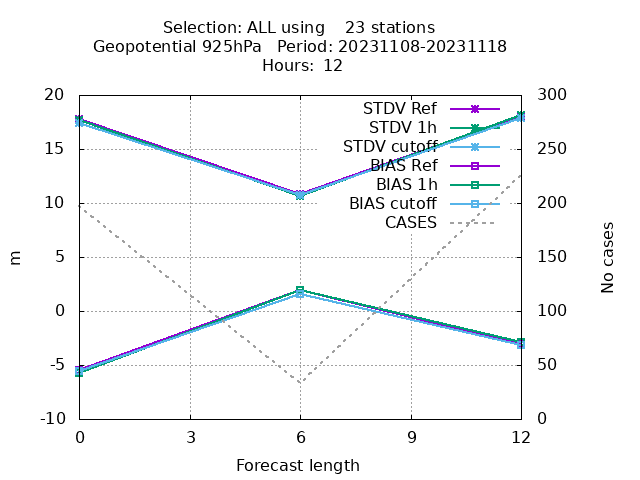 Selection: ALL using    23 stations
Geopotential 925hPa   Period: 20231108-20231118
Hours: 12
20
15
10
5
0
-5
-10
m
300
250
200
150
100
50
0
No cases
STDV Ref
STDV 1h
STDV cutoff
BIAS Ref
BIAS 1h
BIAS cutoff
CASES
0
3
6
9
12
Forecast length